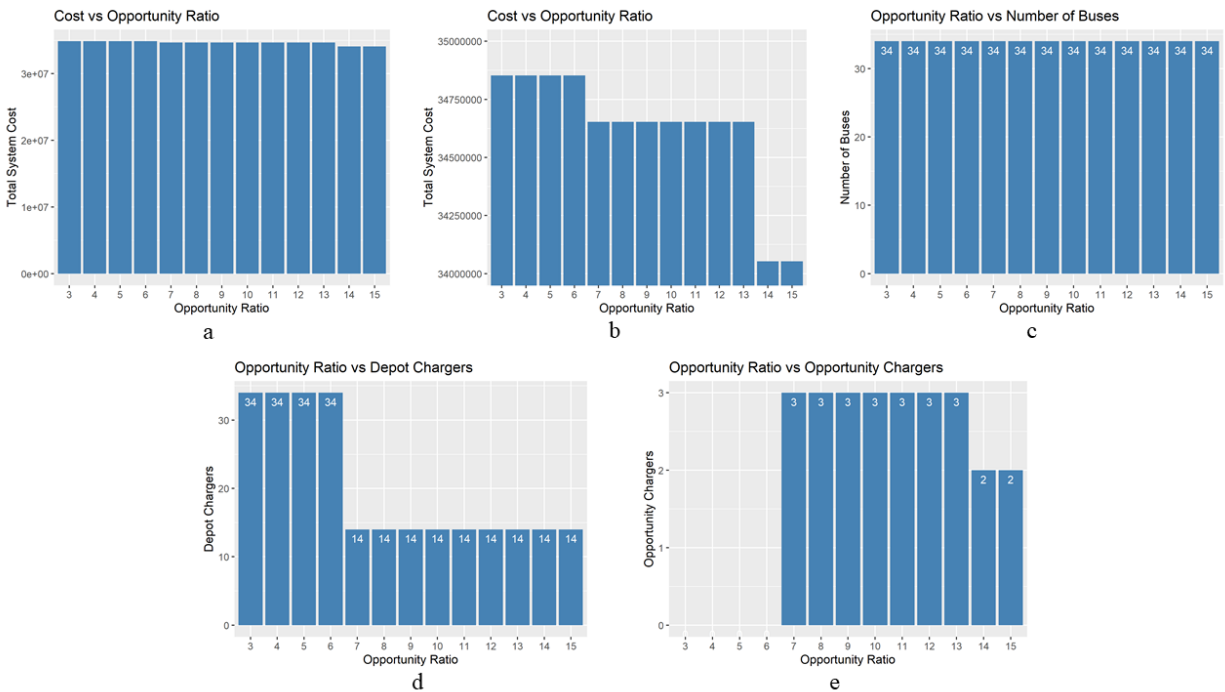 Cost vs Opportunity Ratio
Total System Cost
3e+07
2e+07
1e+07
0e+00
3 4 5 6 7 8 9 10 11 12 13 14 15
Opportunity Ratio
a
Cost vs Opportunity Ratio
Total System Cost
35000000
34750000
34500000
34250000
34000000
3 4 5 6 7 8 9 10 11 12 13 14 15
Opportunity Ratio
b
Opportunity Ratio vs Number of Buses
Number of Buses
30
20
10
0
34 34 34 34 34 34 34 34 34 34 34 34 34
3 4 5 6 7 8 9 10 11 12 13 14 15
Opportunity Ratio
c
Opportunity Ratio vs Depot Chargers
Depot Chargers
30
20
10
0
34 34 34 34 14 14 14 14 14 14 14 14 14
3 4 5 6 7 8 9 10 11 12 13 14 15
Opportunity Ratio
d
Opportunity Ratio vs Opportunity Chargers
Opportunity Chargers
3
2
1
0
3 3 3 3 3 3 3 2 2
3 4 5 6 7 8 9 10 11 12 13 14 15
Opportunity Ratio
e